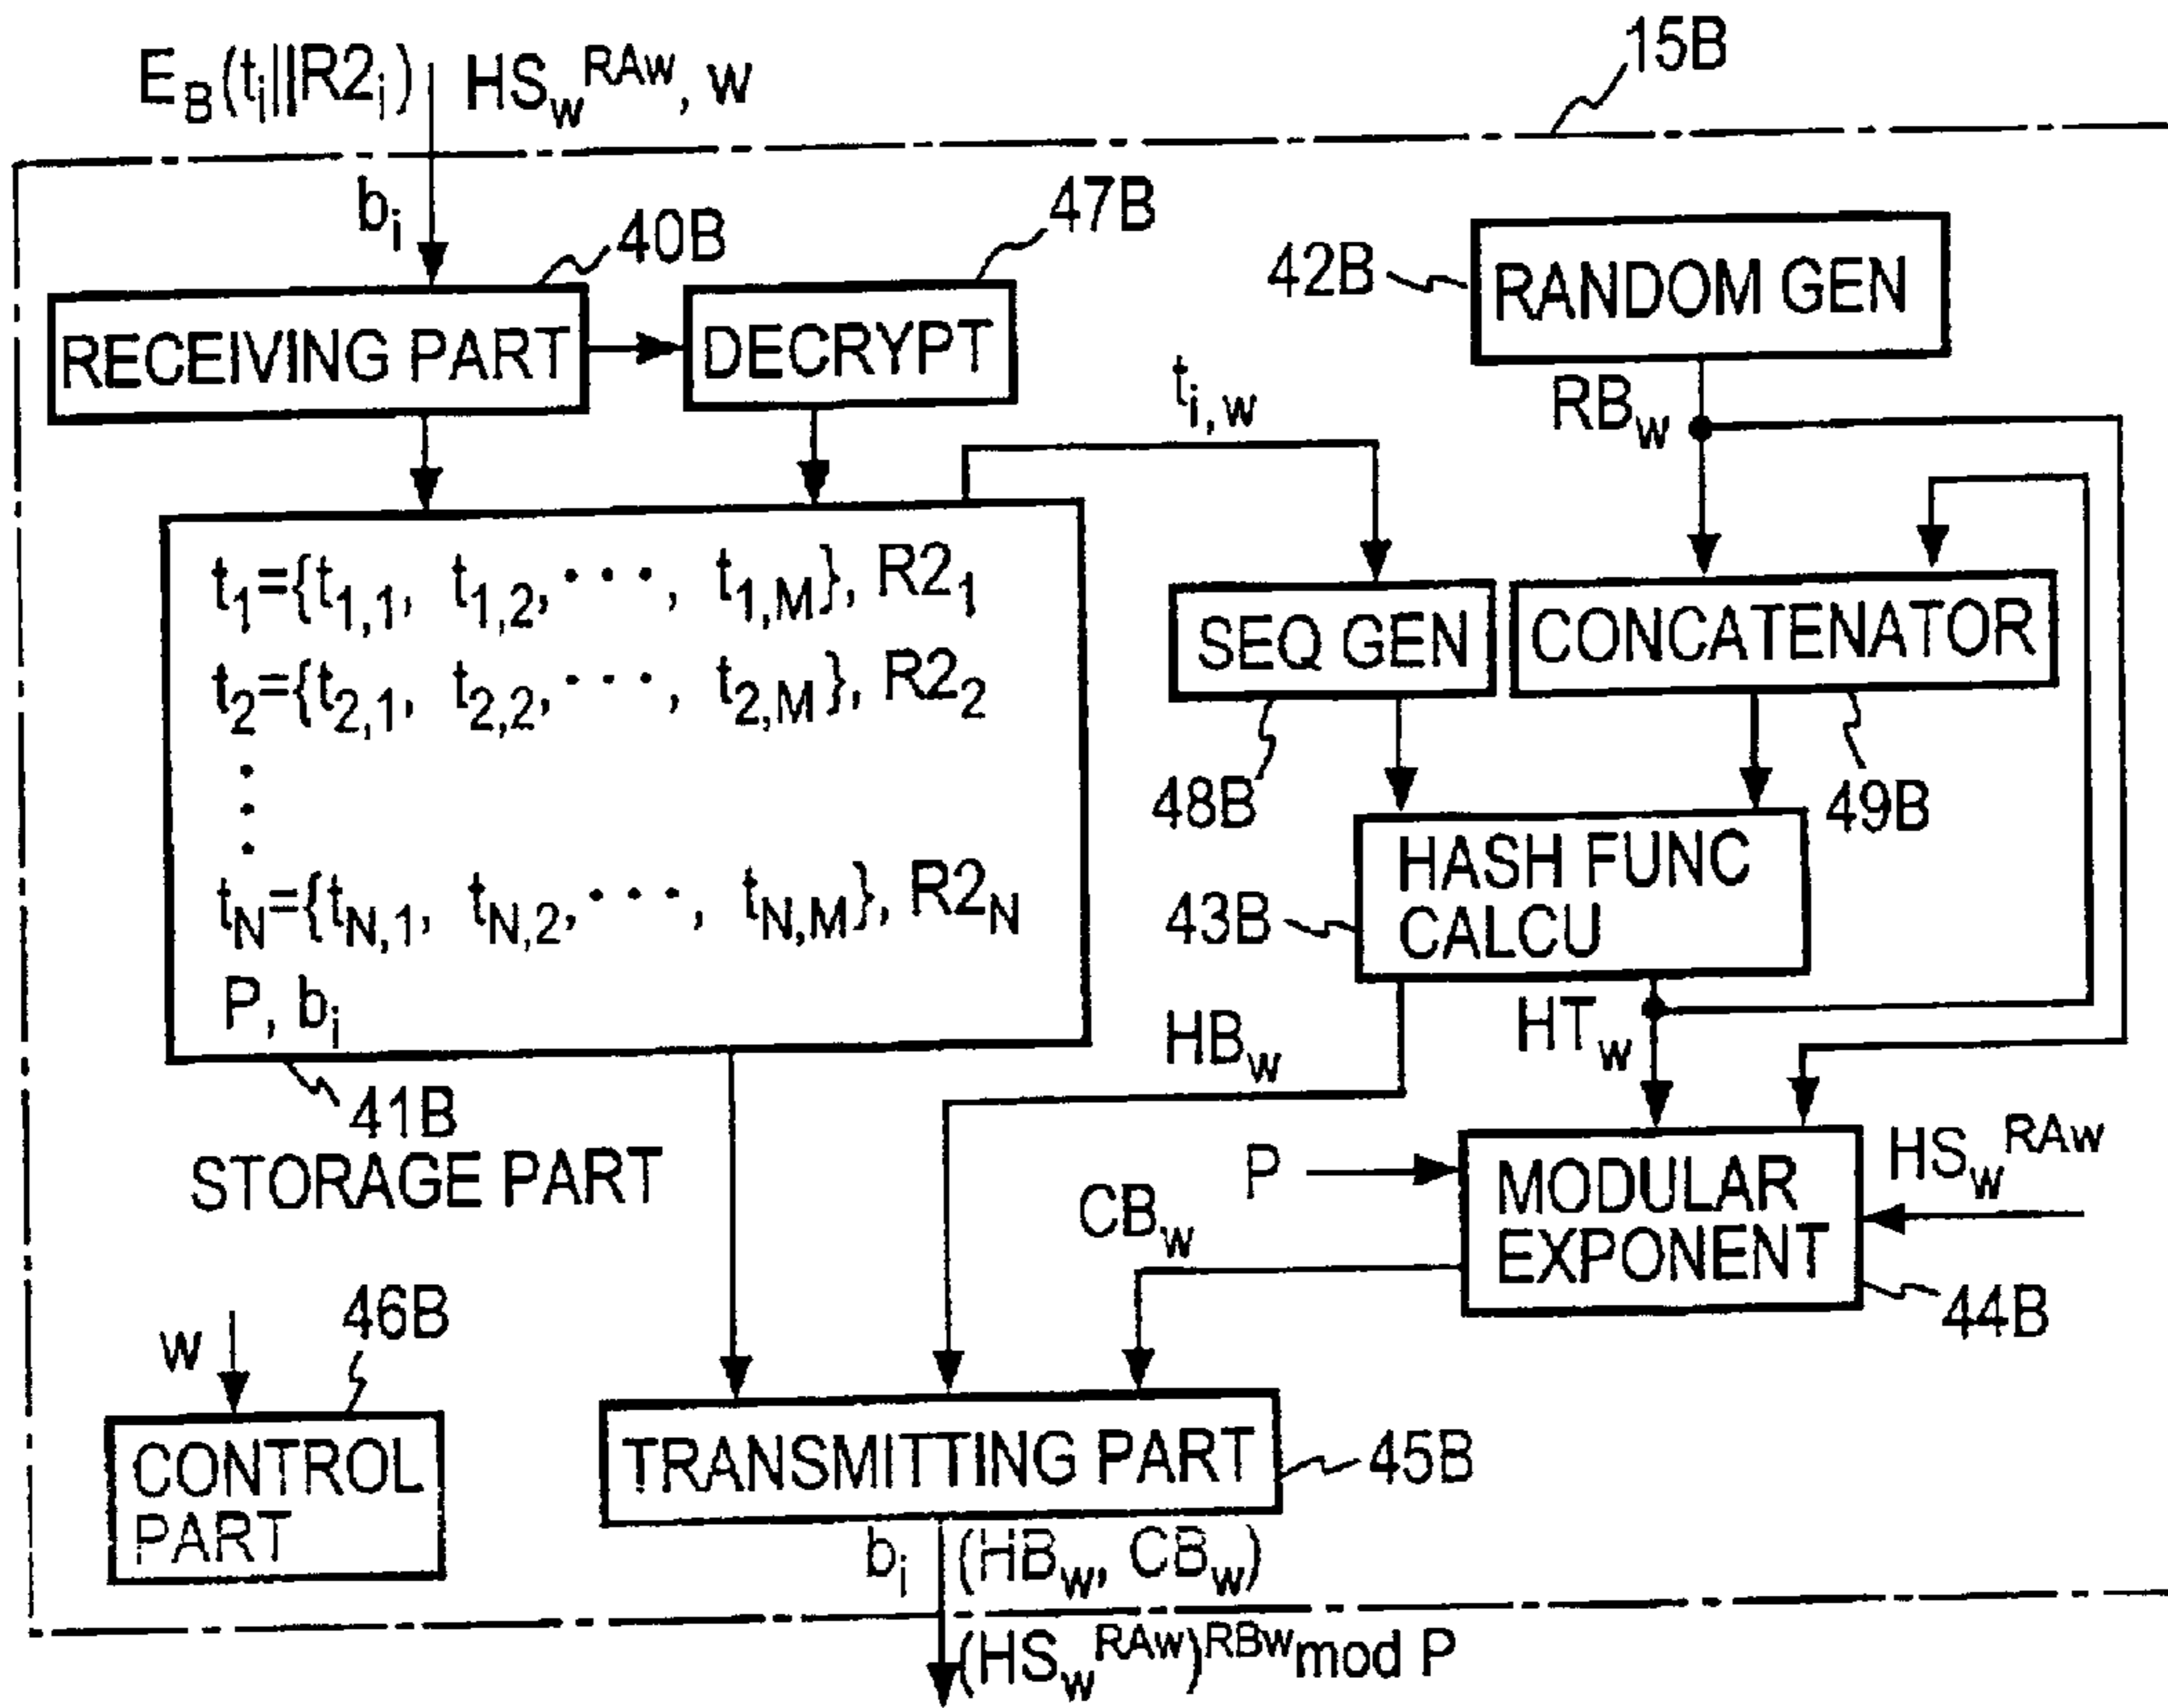 E_B(t_i||R2_i) HS_w^RAw, w
15B
b_i
40B
47B
42B
RANDOM GEN
RECEIVING PART
DECRYPT
t_i,w
RB_w
t_1={t_1,1, t_1,2,···, t_1,M}, R2_1
t_2={t_2,1, t_2,2,···, t_2,M}, R2_2
t_N={t_N,1, t_N,2,···, t_N,M}, R2_N
P, b_i
SEQ GEN
CONCATENATOR
48B
49B
HASH FUNC
CALCU
43B
HB_w
HT_w
41B
STORAGE PART
P
MODULAR
EXPONENT
HS_w^RAw
CB_w
44B
w
46B
CONTROL
PART
TRANSMITTING PART
45B
b_i (HB_w, CB_w)
(HS_w^RAw)^RBw mod P